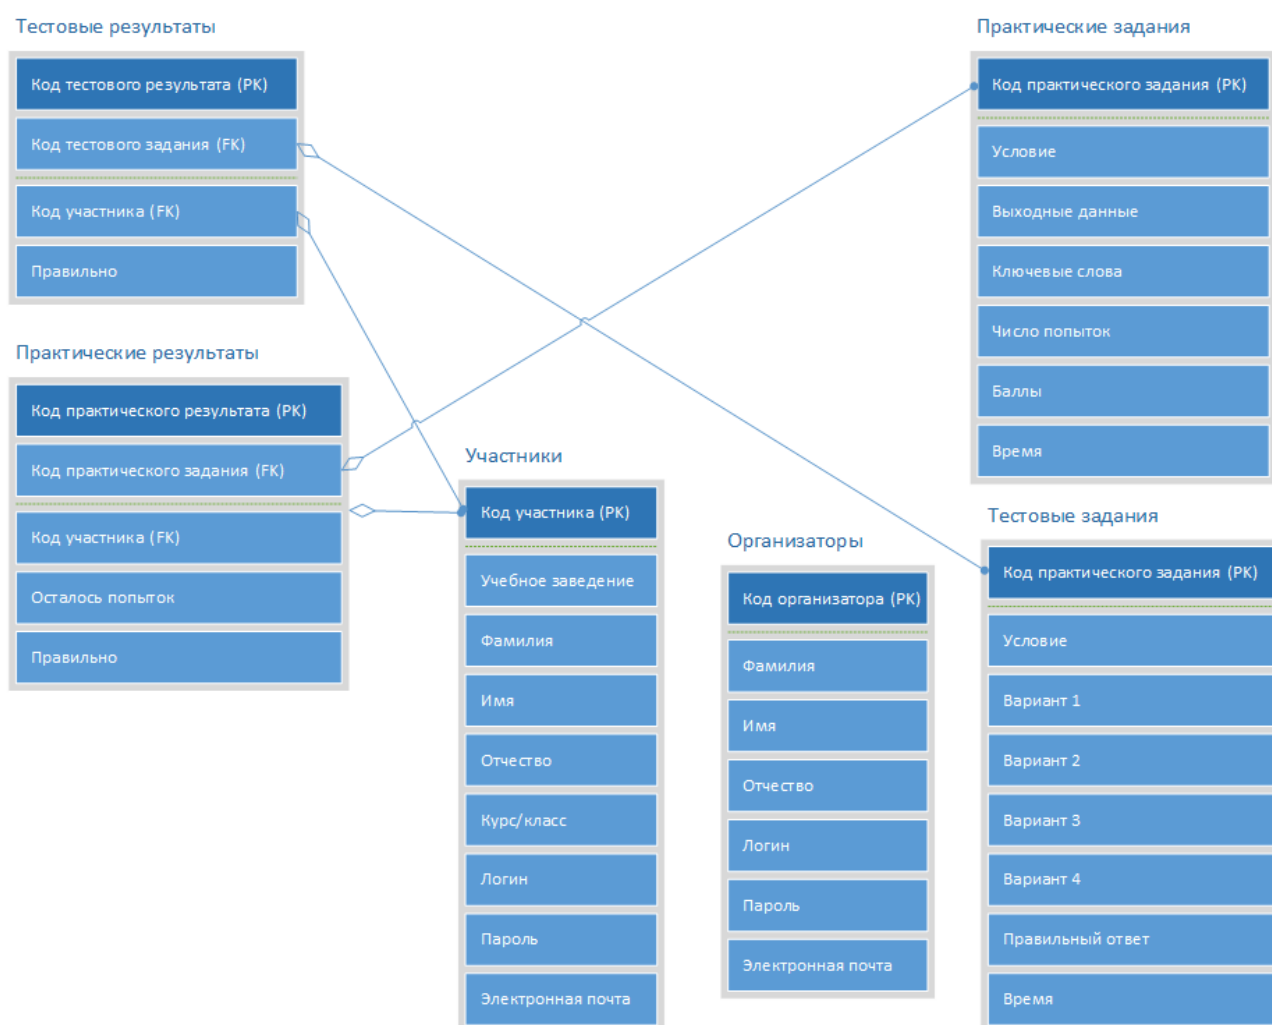 Тестовые результаты
Код тестового результата (PK)
Код тестового задания (FK)
Код участника (FK)
Правильно
Практические результаты
Код практического результата (PK)
Код практического задания (FK)
Код участника (FK)
Осталось попыток
Правильно
Участники
Код участника (PK)
Учебное заведение
Фамилия
Имя
Отчество
Курс/класс
Логин
Пароль
Электронная почта
Организаторы
Код организатора (PK)
Фамилия
Имя
Отчество
Логин
Пароль
Электронная почта
Практические задания
Код практического задания (PK)
Условие
Выходные данные
Ключевые слова
Число попыток
Баллы
Время
Тестовые задания
Код практического задания (PK)
Условие
Вариант 1
Вариант 2
Вариант 3
Вариант 4
Правильный ответ
Время